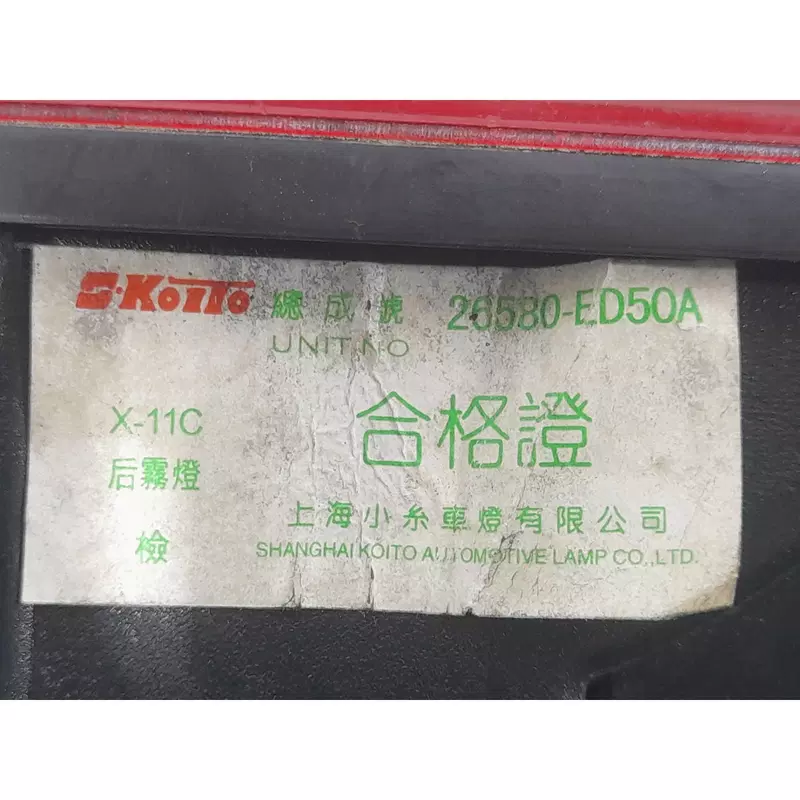 S·KOITO 總成號 26580-ED50A
UNIT NO
X-11C
合格證
后霧燈
上海小糸車燈有限公司
檢
SHANGHAI KOITO AUTOMOTIVE LAMP CO.,LTD.